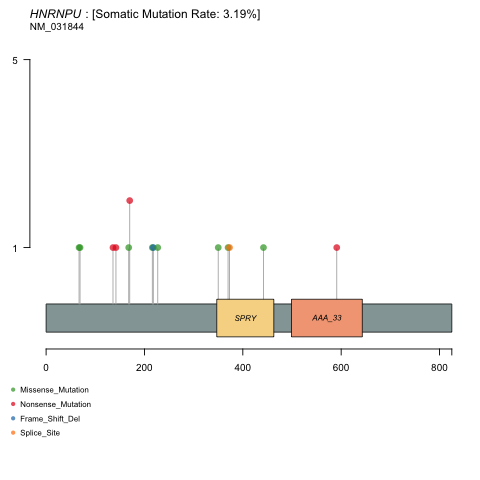 HNRNPU : [Somatic Mutation Rate: 3.19%]
NM_031844
5
1
SPRY
AAA_33
0 200 400 600 800
Missense_Mutation
Nonsense_Mutation
Frame_Shift_Del
Splice_Site